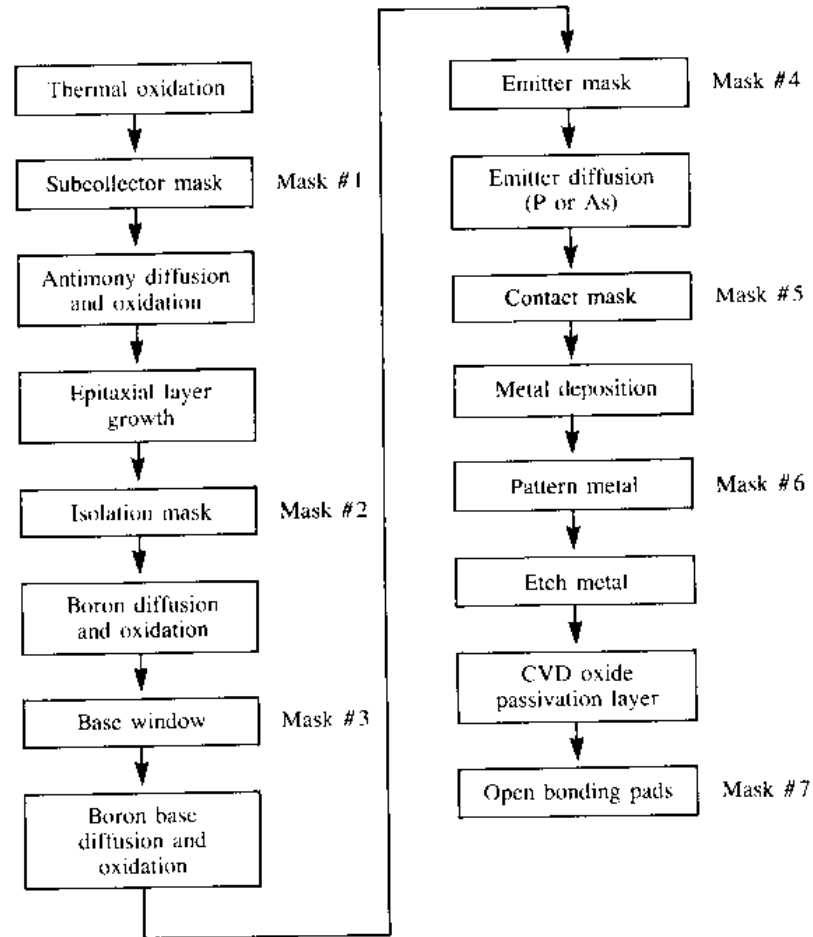 Thermal oxidation
Subcollector mask Mask #1
Antimony diffusion
and oxidation
Epitaxial layer
growth
Isolation mask Mask #2
Boron diffusion
and oxidation
Base window Mask #3
Boron base
diffusion and
oxidation
Emitter mask Mask #4
Emitter diffusion
(P or As)
Contact mask Mask #5
Metal deposition
Pattern metal Mask #6
Etch metal
CVD oxide
passivation layer
Open bonding pads Mask #7